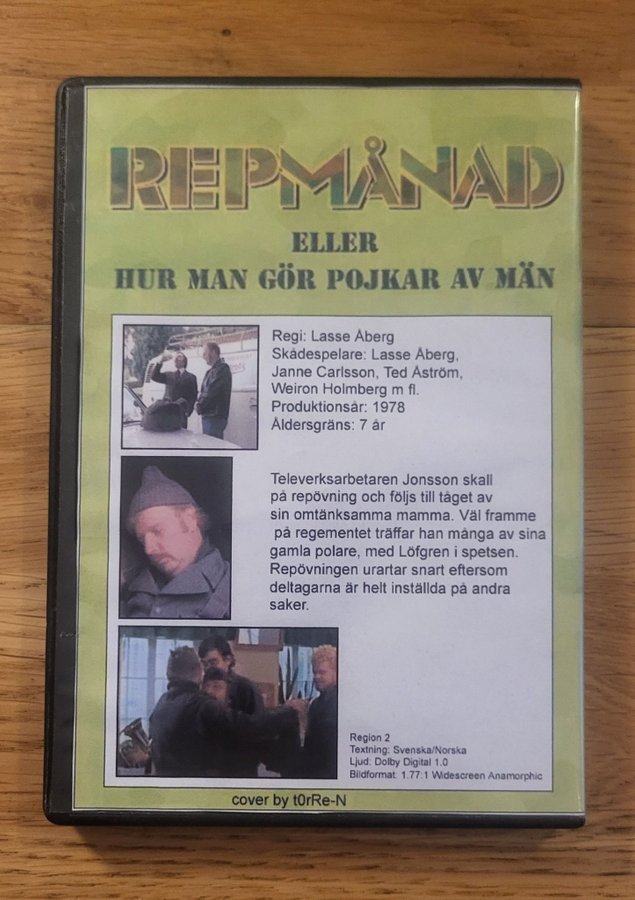 REPMÅNAD
ELLER
HUR MAN GÖR POJKAR AV MÄN
Regi: Lasse Åberg
Skådespelare: Lasse Åberg,
Janne Carlsson, Ted Åström,
Weiron Holmberg m fl.
Produktionsår: 1978
Åldersgräns: 7 år
Televerksarbetaren Jonsson skall
på repövning och följs till tåget av
sin omtänksamma mamma. Väl framme
på regementet träffar han många av sina
gamla polare, med Löfgren i spetsen.
Repövningen urartar snart eftersom
deltagarna är helt inställda på andra
saker.
Region 2
Textning: Svenska/Norska
Ljud: Dolby Digital 1.0
Bildformat: 1.77:1 Widescreen Anamorphic
cover by t0rRe-N